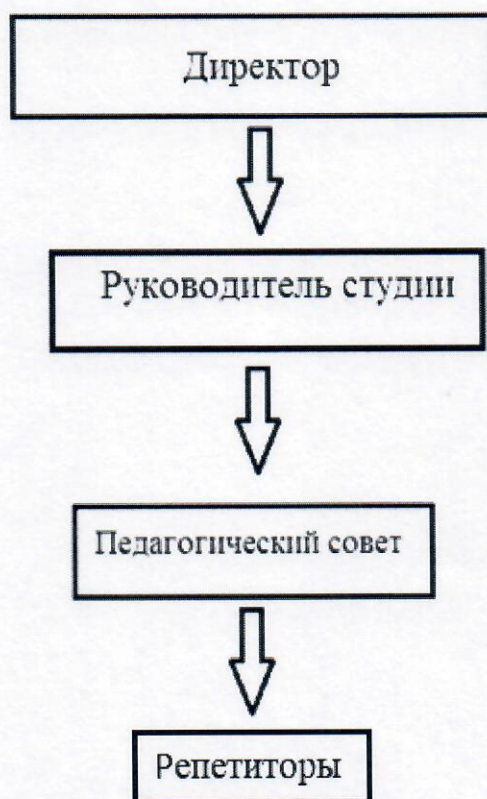 Директор
Руководитель студии
Педагогический совет
Репетиторы